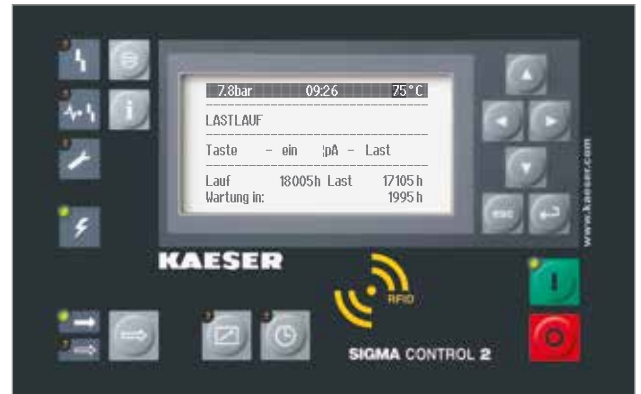 7.8bar 09:26 75°C
LASTLAUF
Taste - ein ¦pA - Last
Lauf 18005h Last 17105h
Wartung in: 1995h
esc
www.kaeser.com
KAESER
RFID
SIGMA CONTROL 2